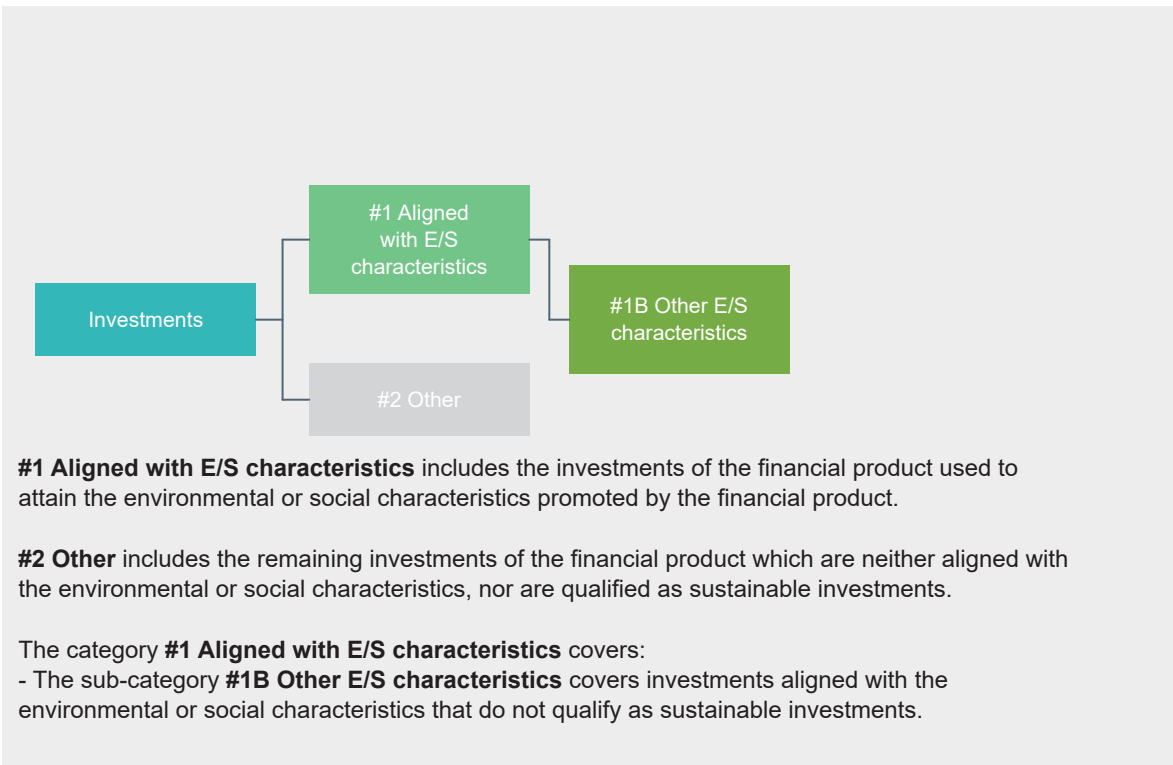 #1 Aligned
with E/S
characteristics
Investments
#1B Other E/S
characteristics
#2 Other
#1 Aligned with E/S characteristics includes the investments of the financial product used to
attain the environmental or social characteristics promoted by the financial product.
#2 Other includes the remaining investments of the financial product which are neither aligned with
the environmental or social characteristics, nor are qualified as sustainable investments.
The category #1 Aligned with E/S characteristics covers:
- The sub-category #1B Other E/S characteristics covers investments aligned with the
environmental or social characteristics that do not qualify as sustainable investments.